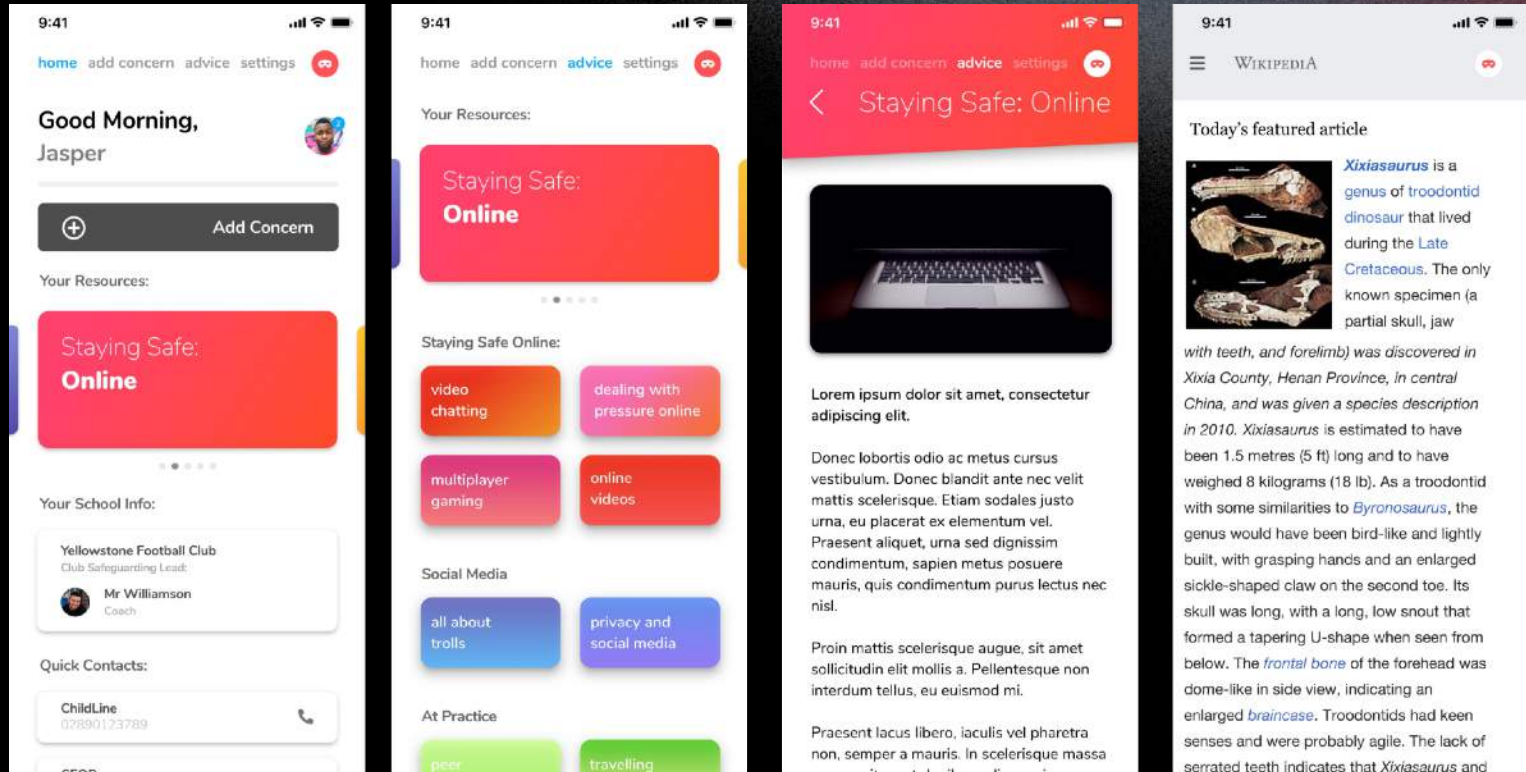 9:41
home add concern advice settings
Good Morning,
Jasper
2
Add Concern
Your Resources:
Staying Safe:
Online
Your School Info:
Yellowstone Football Club
Club Safeguarding Lead:
Mr Williamson
Coach
Quick Contacts:
ChildLine
02890123789
CEOP
9:41
home add concern advice settings
Your Resources:
Staying Safe:
Online
Staying Safe Online:
video
chatting
dealing with
pressure online
multiplayer
gaming
online
videos
Social Media
all about
trolls
privacy and
social media
At Practice
peer
travelling
9:41
home add concern advice settings
Staying Safe: Online
Lorem ipsum dolor sit amet, consectetur
adipiscing elit.
Donec lobortis odio ac metus cursus
vestibulum. Donec blandit ante nec velit
mattis scelerisque. Etiam sodales justo
urna, eu placerat ex elementum vel.
Praesent aliquet, urna sed dignissim
condimentum, sapien metus posuere
mauris, quis condimentum purus lectus nec
nisl.
Proin mattis scelerisque augue, sit amet
sollicitudin elit mollis a. Pellentesque non
interdum tellus, eu euismod mi.
Praesent lacus libero, iaculis vel pharetra
non, semper a mauris. In scelerisque massa
9:41
WIKIPEDIA
Today's featured article
Xixiasaurus is a
genus of troodontid
dinosaur that lived
during the Late
Cretaceous. The only
known specimen (a
partial skull, jaw
with teeth, and forelimb) was discovered in
Xixia County, Henan Province, in central
China, and was given a species description
in 2010. Xixiasaurus is estimated to have
been 1.5 metres (5 ft) long and to have
weighed 8 kilograms (18 lb). As a troodontid
with some similarities to Byronosaurus, the
genus would have been bird-like and lightly
built, with grasping hands and an enlarged
sickle-shaped claw on the second toe. Its
skull was long, with a long, low snout that
formed a tapering U-shape when seen from
below. The frontal bone of the forehead was
dome-like in side view, indicating an
enlarged braincase. Troodontids had keen
senses and were probably agile. The lack of
serrated teeth indicates that Xixiasaurus and